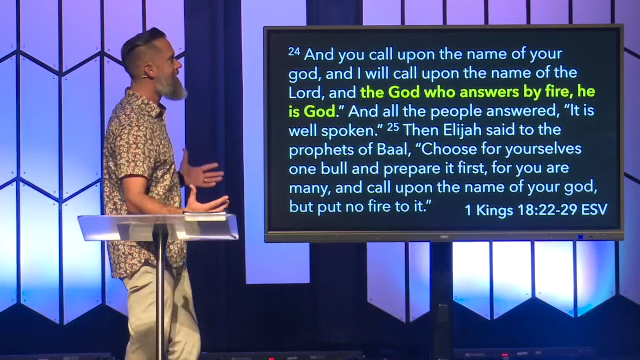 24 And you call upon the name of your
god, and I will call upon the name of the
Lord, and the God who answers by fire, he
is God.” And all the people answered, “It is
well spoken.” 25 Then Elijah said to the
prophets of Baal, “Choose for yourselves
one bull and prepare it first, for you are
many, and call upon the name of your god,
but put no fire to it.”
1 Kings 18:22-29 ESV